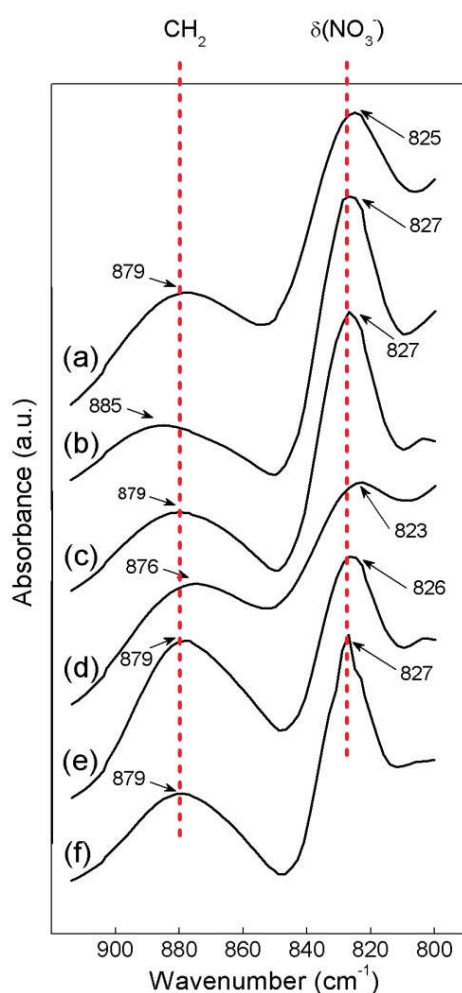 CH₂ δ(NO₃⁻)
825
827
879
(a)
827
885
(b)
879
823
(c)
876
826
(d)
879
827
(e)
879
(f)
Absorbance (a.u.)
900 880 860 840 820 800
Wavenumber (cm⁻¹)